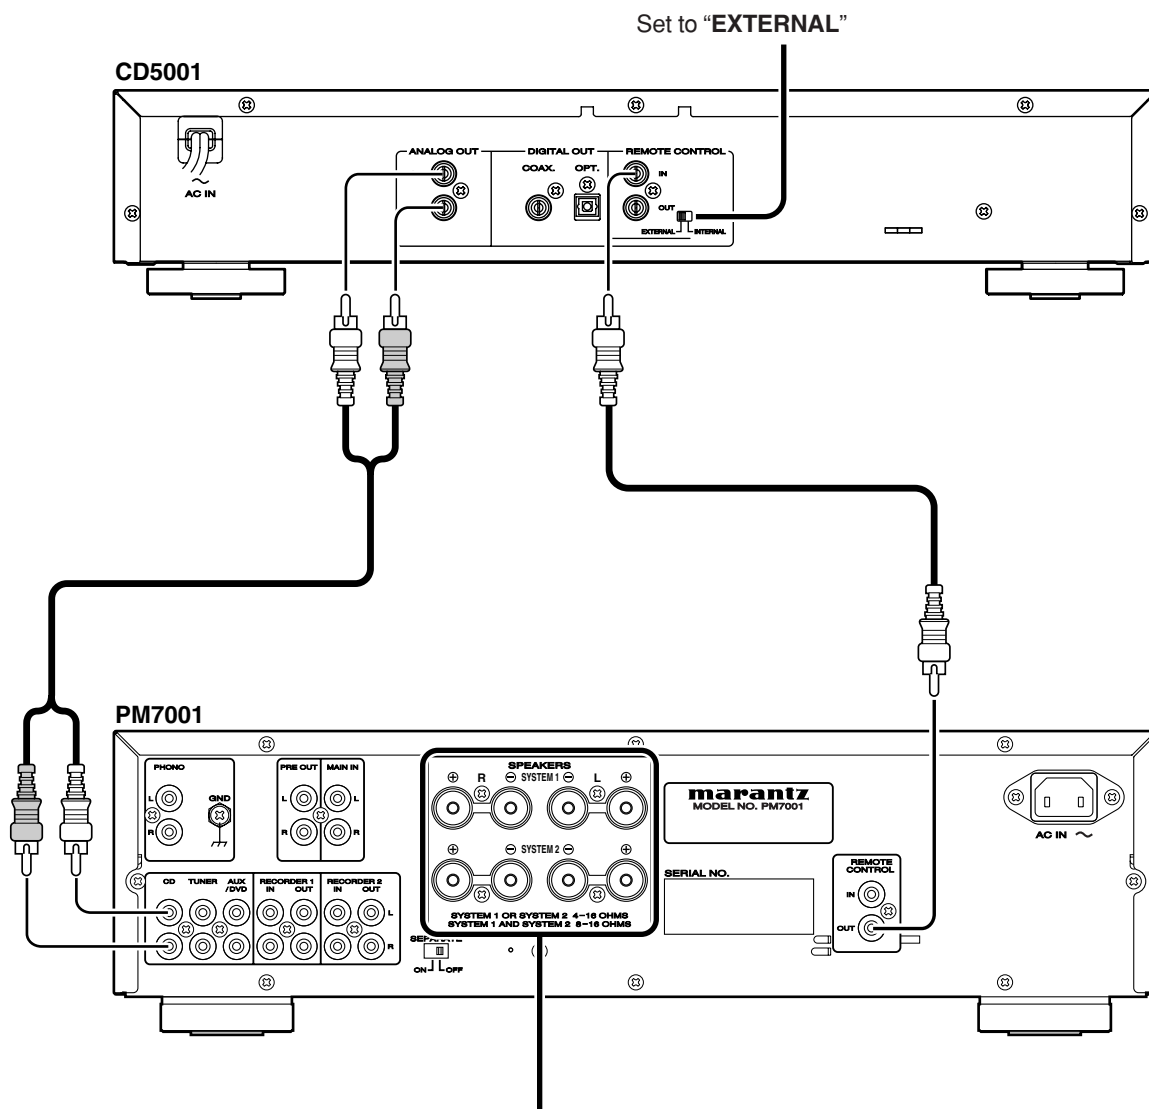 Set to “EXTERNAL”
CD5001
ANALOG OUT
DIGITAL OUT
REMOTE CONTROL
COAX.
OPT.
IN
OUT
EXTERNAL
INTERNAL
AC IN
PM7001
PHONO
L
R
GND
PRE OUT
MAIN IN
L
R
L
R
SPEAKERS
R
SYSTEM 1
L
SYSTEM 2
SYSTEM 1 OR SYSTEM 2 4-16 OHMS
SYSTEM 1 AND SYSTEM 2 8-16 OHMS
marantz
MODEL NO. PM7001
SERIAL NO.
AC IN
REMOTE
CONTROL
IN
OUT
CD
TUNER
AUX
/DVD
RECORDER 1
IN
OUT
RECORDER 2
IN
OUT
L
R
SEPARATE
ON
OFF